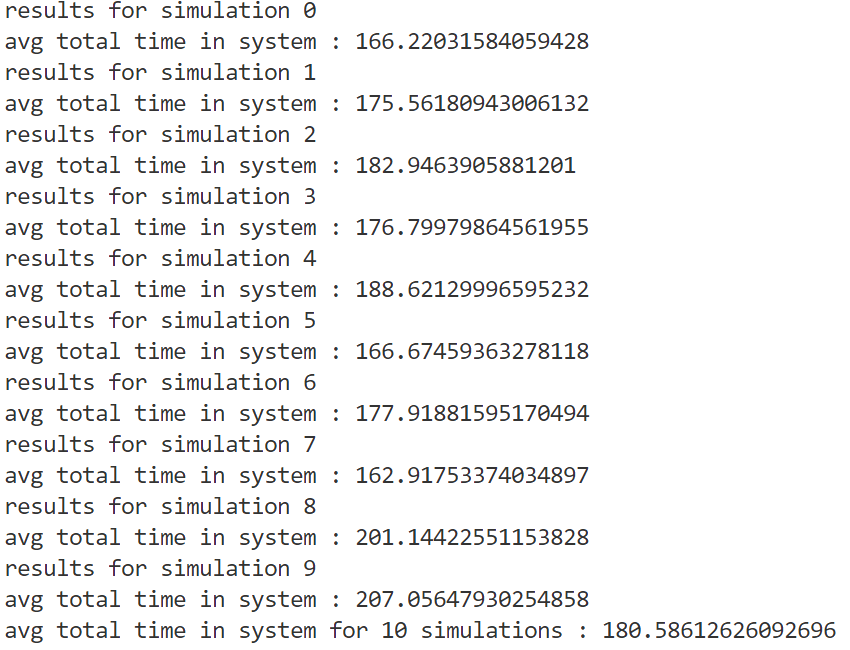 results for simulation 0
avg total time in system : 166.22031584059428
results for simulation 1
avg total time in system : 175.56180943006132
results for simulation 2
avg total time in system : 182.9463905881201
results for simulation 3
avg total time in system : 176.79979864561955
results for simulation 4
avg total time in system : 188.62129996595232
results for simulation 5
avg total time in system : 166.67459363278118
results for simulation 6
avg total time in system : 177.91881595170494
results for simulation 7
avg total time in system : 162.91753374034897
results for simulation 8
avg total time in system : 201.14422551153828
results for simulation 9
avg total time in system : 207.05647930254858
avg total time in system for 10 simulations : 180.58612626092696